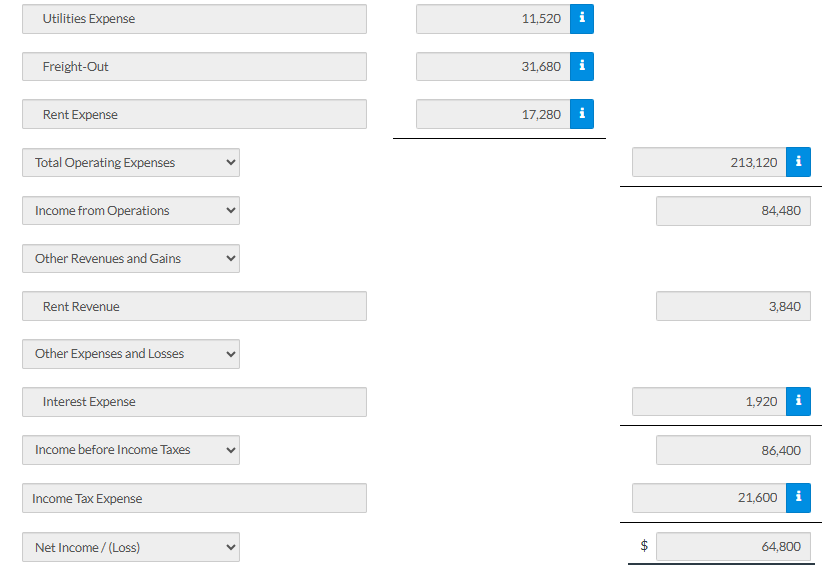 Utilities Expense 11,520 i
Freight-Out 31,680 i
Rent Expense 17,280 i
Total Operating Expenses 213,120 i
Income from Operations 84,480
Other Revenues and Gains
Rent Revenue 3,840
Other Expenses and Losses
Interest Expense 1,920 i
Income before Income Taxes 86,400
Income Tax Expense 21,600 i
Net Income / (Loss) $ 64,800